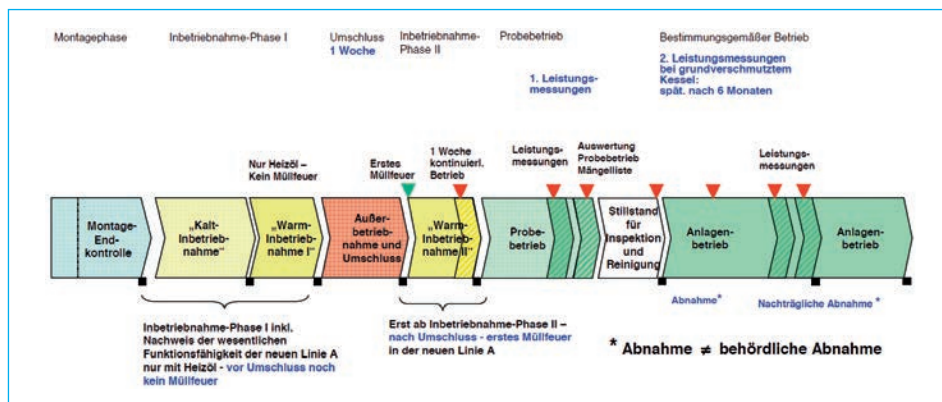 Montagephase
Inbetriebnahme-Phase I
Umschluss
1 Woche
Inbetriebnahme-
Phase II
Probebetrieb
1. Leistungs-
messungen
Bestimmungsgemäßer Betrieb
2. Leistungsmessungen
bei grundverschmutztem
Kessel:
spät. nach 6 Monaten
Nur Heizöl –
Kein Müllfeuer
Erstes
Müllfeuer
1 Woche
kontinuierl.
Betrieb
Leistungs-
messungen
Auswertung
Probebetrieb
Mängelliste
Leistungs-
messungen
Montage-
End-
kontrolle
„Kalt-
Inbetrieb-
nahme“
„Warm-
Inbetrieb-
nahme I“
Außer-
betrieb-
nahme und
Umschluss
„Warm-
Inbetrieb-
nahme II“
Probe-
betrieb
Stillstand
für
Inspektion
und
Reinigung
Anlagen-
betrieb
Anlagen-
betrieb
Abnahme*
Nachträgliche Abnahme *
Inbetriebnahme-Phase I inkl.
Nachweis der wesentlichen
Funktionsfähigkeit der neuen Linie A
nur mit Heizöl - vor Umschluss noch
kein Müllfeuer
Erst ab Inbetriebnahme-Phase II –
nach Umschluss - erstes Müllfeuer
in der neuen Linie A
* Abnahme ≠ behördliche Abnahme